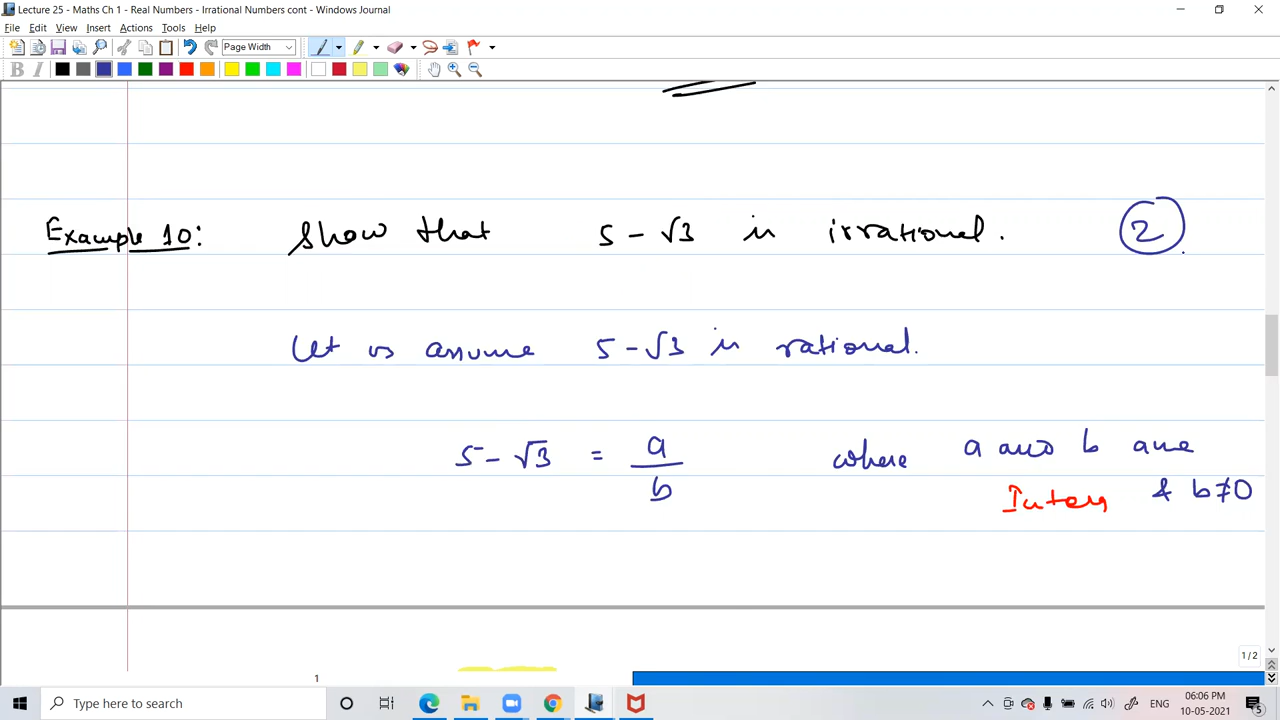 Lecture 25 - Maths Ch 1 - Real Numbers - Irrational Numbers cont - Windows Journal
File Edit View Insert Actions Tools Help
Page Width
B I
Example 10: Show that 5 - √3 is irrational. 2
Let us assume 5 - √3 is rational.
5 - √3 = a/b where a and b are
Integers & b ≠ 0
1/2
1
Type here to search
ENG
06:06 PM
10-05-2021
5